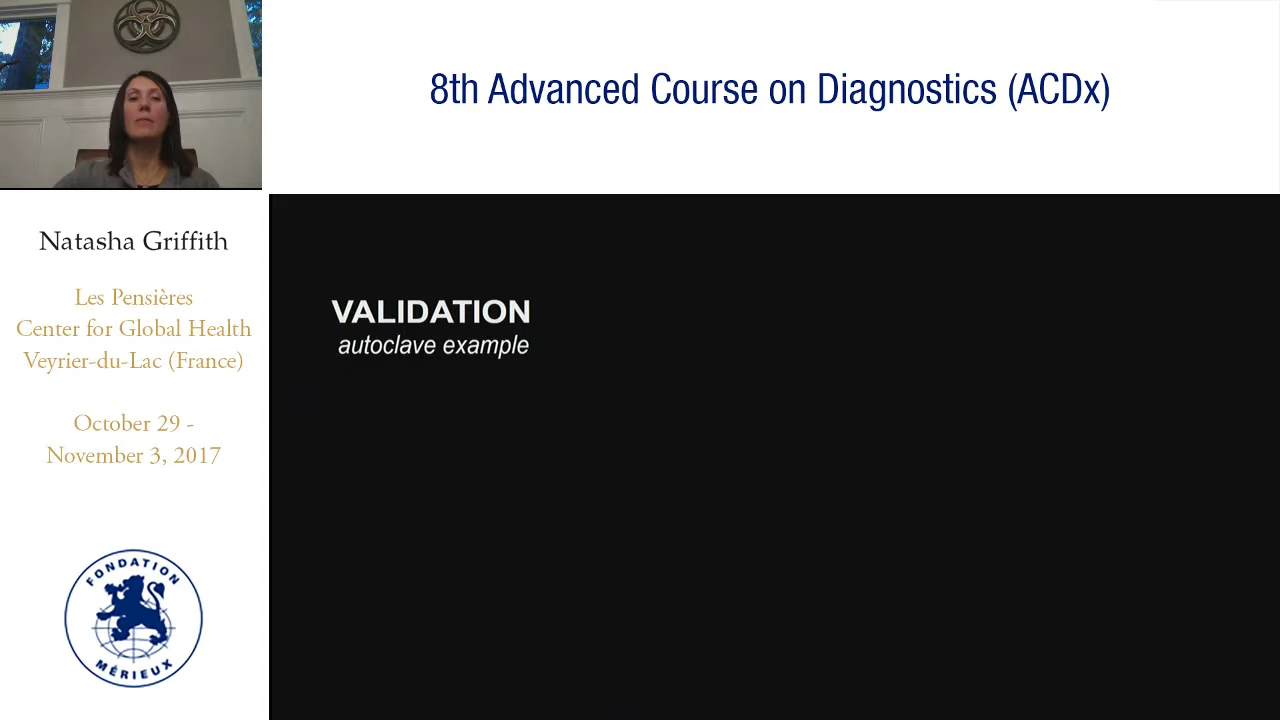 8th Advanced Course on Diagnostics (ACDx)
Natasha Griffith
Les Pensières
Center for Global Health
Veyrier-du-Lac (France)
October 29 -
November 3, 2017
FONDATION
MÉRIEUX
VALIDATION
autoclave example